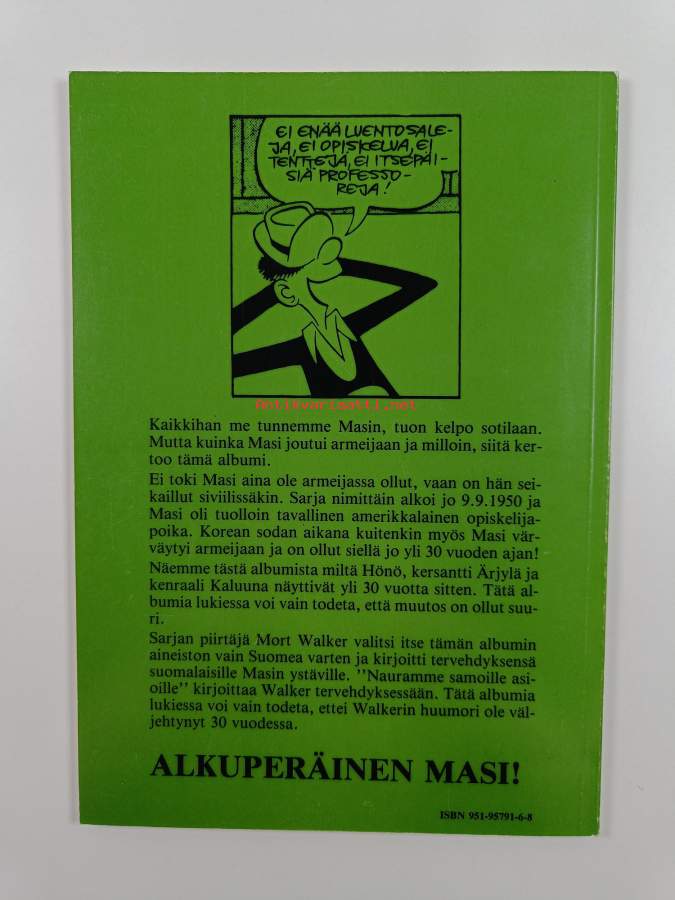 EI ENÄÄ LUENTOSALE-
JA, EI OPISKELUA, EI
TENTTEJÄ, EI ITSEPÄI-
SIÄ PROFESSO-
REJA!
Antikvariaatti.net
Kaikkihan me tunnemme Masin, tuon kelpo sotilaan.
Mutta kuinka Masi joutui armeijaan ja milloin, siitä ker-
too tämä albumi.
Ei toki Masi aina ole armeijassa ollut, vaan on hän sei-
kaillut siviilissäkin. Sarja nimittäin alkoi jo 9.9.1950 ja
Masi oli tuolloin tavallinen amerikkalainen opiskelija-
poika. Korean sodan aikana kuitenkin myös Masi vär-
väytyi armeijaan ja on ollut siellä jo yli 30 vuoden ajan!
Näemme tästä albumista miltä Hönö, kersantti Ärjylä ja
kenraali Kaluuna näyttivät yli 30 vuotta sitten. Tätä al-
bumia lukiessa voi vain todeta, että muutos on ollut suu-
ri.
Sarjan piirtäjä Mort Walker valitsi itse tämän albumin
aineiston vain Suomea varten ja kirjoitti tervehdyksensä
suomalaisille Masin ystäville. "Nauramme samoille asi-
oille" kirjoittaa Walker tervehdyksessään. Tätä albumia
lukiessa voi vain todeta, ettei Walkerin huumori ole väl-
jehtynyt 30 vuodessa.
ALKUPERÄINEN MASI!
ISBN 951-95791-6-8